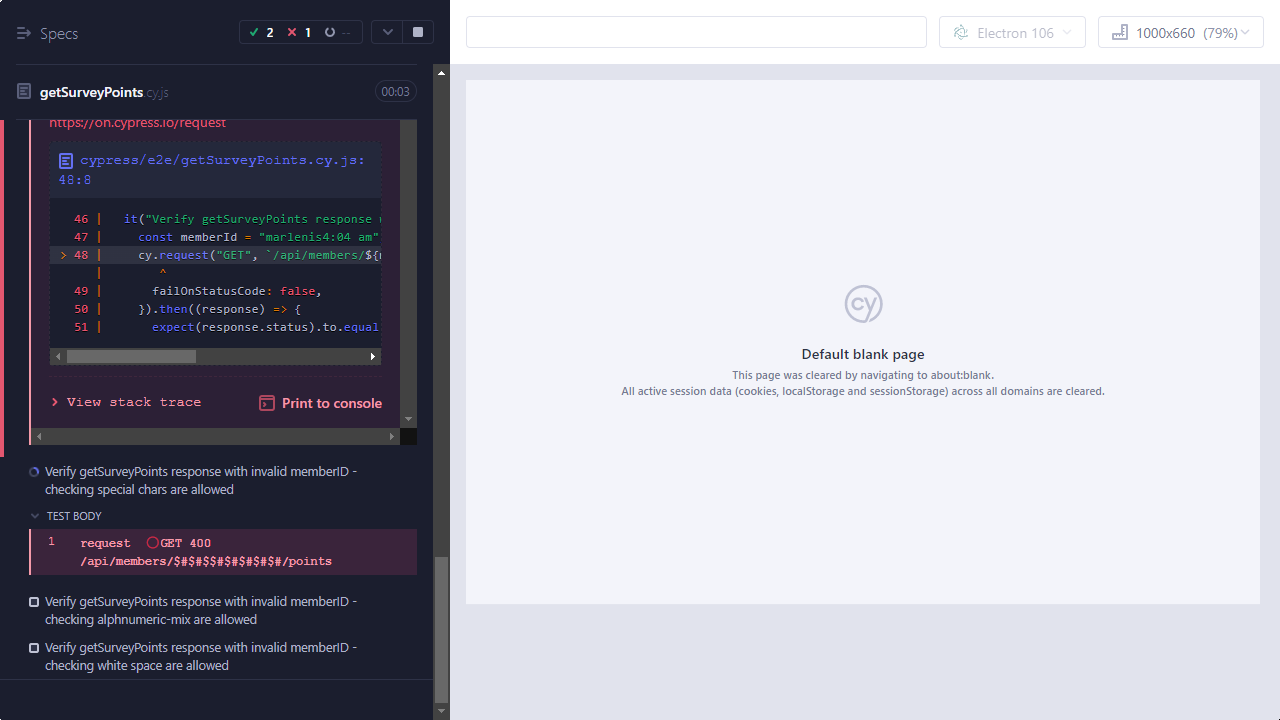 Specs
2
1
--
Electron 106
1000x660 (79%)
getSurveyPoints.cy.js
00:03
https://on.cypress.io/request
cypress/e2e/getSurveyPoints.cy.js:
48:8
46 | it("Verify getSurveyPoints response
47 | const memberId = "marlenis4:04 am"
> 48 | cy.request("GET", `/api/members/${
| ^
49 | failOnStatusCode: false,
50 | }).then((response) => {
51 | expect(response.status).to.equal
> View stack trace
Print to console
Verify getSurveyPoints response with invalid memberID -
checking special chars are allowed
TEST BODY
1 request GET 400
/api/members/$#$#$$#$#$#$#$#/points
Verify getSurveyPoints response with invalid memberID -
checking alphnumeric-mix are allowed
Verify getSurveyPoints response with invalid memberID -
checking white space are allowed
cy
Default blank page
This page was cleared by navigating to about:blank.
All active session data (cookies, localStorage and sessionStorage) across all domains are cleared.